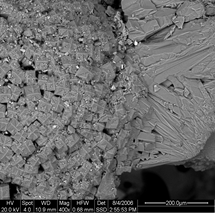 HV Spot WD Mag HFW Det 8/4/2006 200.0µm
20.0 kV 4.0 10.9 mm 400x 0.68 mm SSD 2:55:53 PM